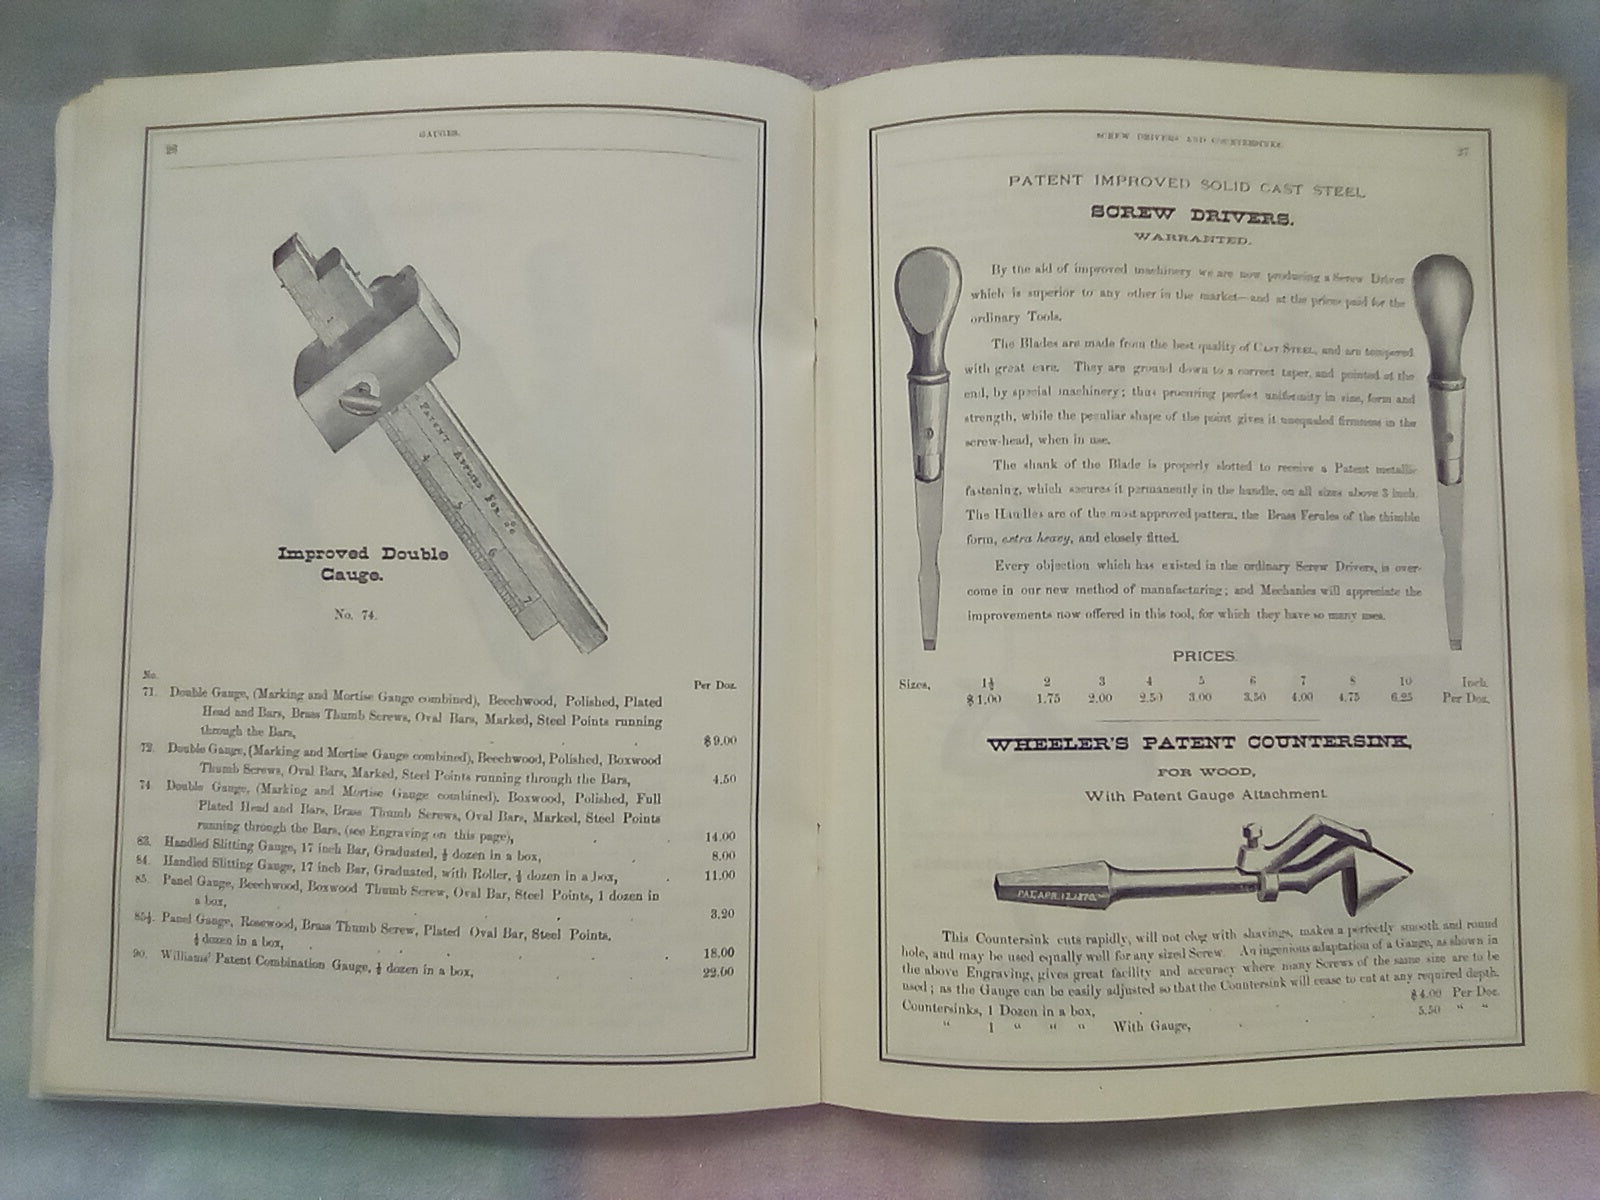 26
GAUGES.
PATENT APPLIED FOR. 2c
4
5
6
7
Improved Double
Gauge.
No. 74.
No.
Per Doz.
71. Double Gauge, (Marking and Mortise Gauge combined), Beechwood, Polished, Plated
Head and Bars, Brass Thumb Screws, Oval Bars, Marked, Steel Points running
through the Bars, $9.00
72. Double Gauge, (Marking and Mortise Gauge combined), Beechwood, Polished, Boxwood
Thumb Screws, Oval Bars, Marked, Steel Points running through the Bars, 4.50
74. Double Gauge, (Marking and Mortise Gauge combined). Boxwood, Polished, Full
Plated Head and Bars, Brass Thumb Screws, Oval Bars, Marked, Steel Points
running through the Bars, (see Engraving on this page), 14.00
83. Handled Slitting Gauge, 17 inch Bar, Graduated, ½ dozen in a box, 8.00
84. Handled Slitting Gauge, 17 inch Bar, Graduated, with Roller, ½ dozen in a box, 11.00
85. Panel Gauge, Beechwood, Boxwood Thumb Screw, Oval Bar, Steel Points, 1 dozen in
a box, 3.20
85½. Panel Gauge, Rosewood, Brass Thumb Screw, Plated Oval Bar, Steel Points,
½ dozen in a box, 18.00
90. Williams' Patent Combination Gauge, ½ dozen in a box, 22.00
SCREW DRIVERS AND COUNTERSINKS.
27
PATENT IMPROVED SOLID CAST STEEL
SCREW DRIVERS.
WARRANTED.
By the aid of improved machinery we are now producing a Screw Driver
which is superior to any other in the market—and at the prices paid for the
ordinary Tools.
The Blades are made from the best quality of CAST STEEL, and are tempered
with great care. They are ground down to a correct taper, and pointed at the
end, by special machinery; thus procuring perfect uniformity in size, form and
strength, while the peculiar shape of the point gives it unequaled firmness in the
screw-head, when in use.
The shank of the Blade is properly slotted to receive a Patent metallic
fastening, which secures it permanently in the handle, on all sizes above 3 inch.
The Handles are of the most approved pattern, the Brass Ferules of the thimble
form, extra heavy, and closely fitted.
Every objection which has existed in the ordinary Screw Drivers, is over-
come in our new method of manufacturing; and Mechanics will appreciate the
improvements now offered in this tool, for which they have so many uses.
PRICES.
Sizes, 1½ 2 3 4 5 6 7 8 10 Inch.
$1.00 1.75 2.00 2.50 3.00 3.50 4.00 4.75 6.25 Per Doz.
WHEELER'S PATENT COUNTERSINK,
FOR WOOD,
With Patent Gauge Attachment.
PAT. APR. 12. 1870.
This Countersink cuts rapidly, will not clog with shavings, makes a perfectly smooth and round
hole, and may be used equally well for any sized Screw. An ingenious adaptation of a Gauge, as shown in
the above Engraving, gives great facility and accuracy where many Screws of the same size are to be
used; as the Gauge can be easily adjusted so that the Countersink will cease to cut at any required depth.
Countersinks, 1 Dozen in a box, $4.00 Per Doz.
" 1 " " " With Gauge, 5.50 " "